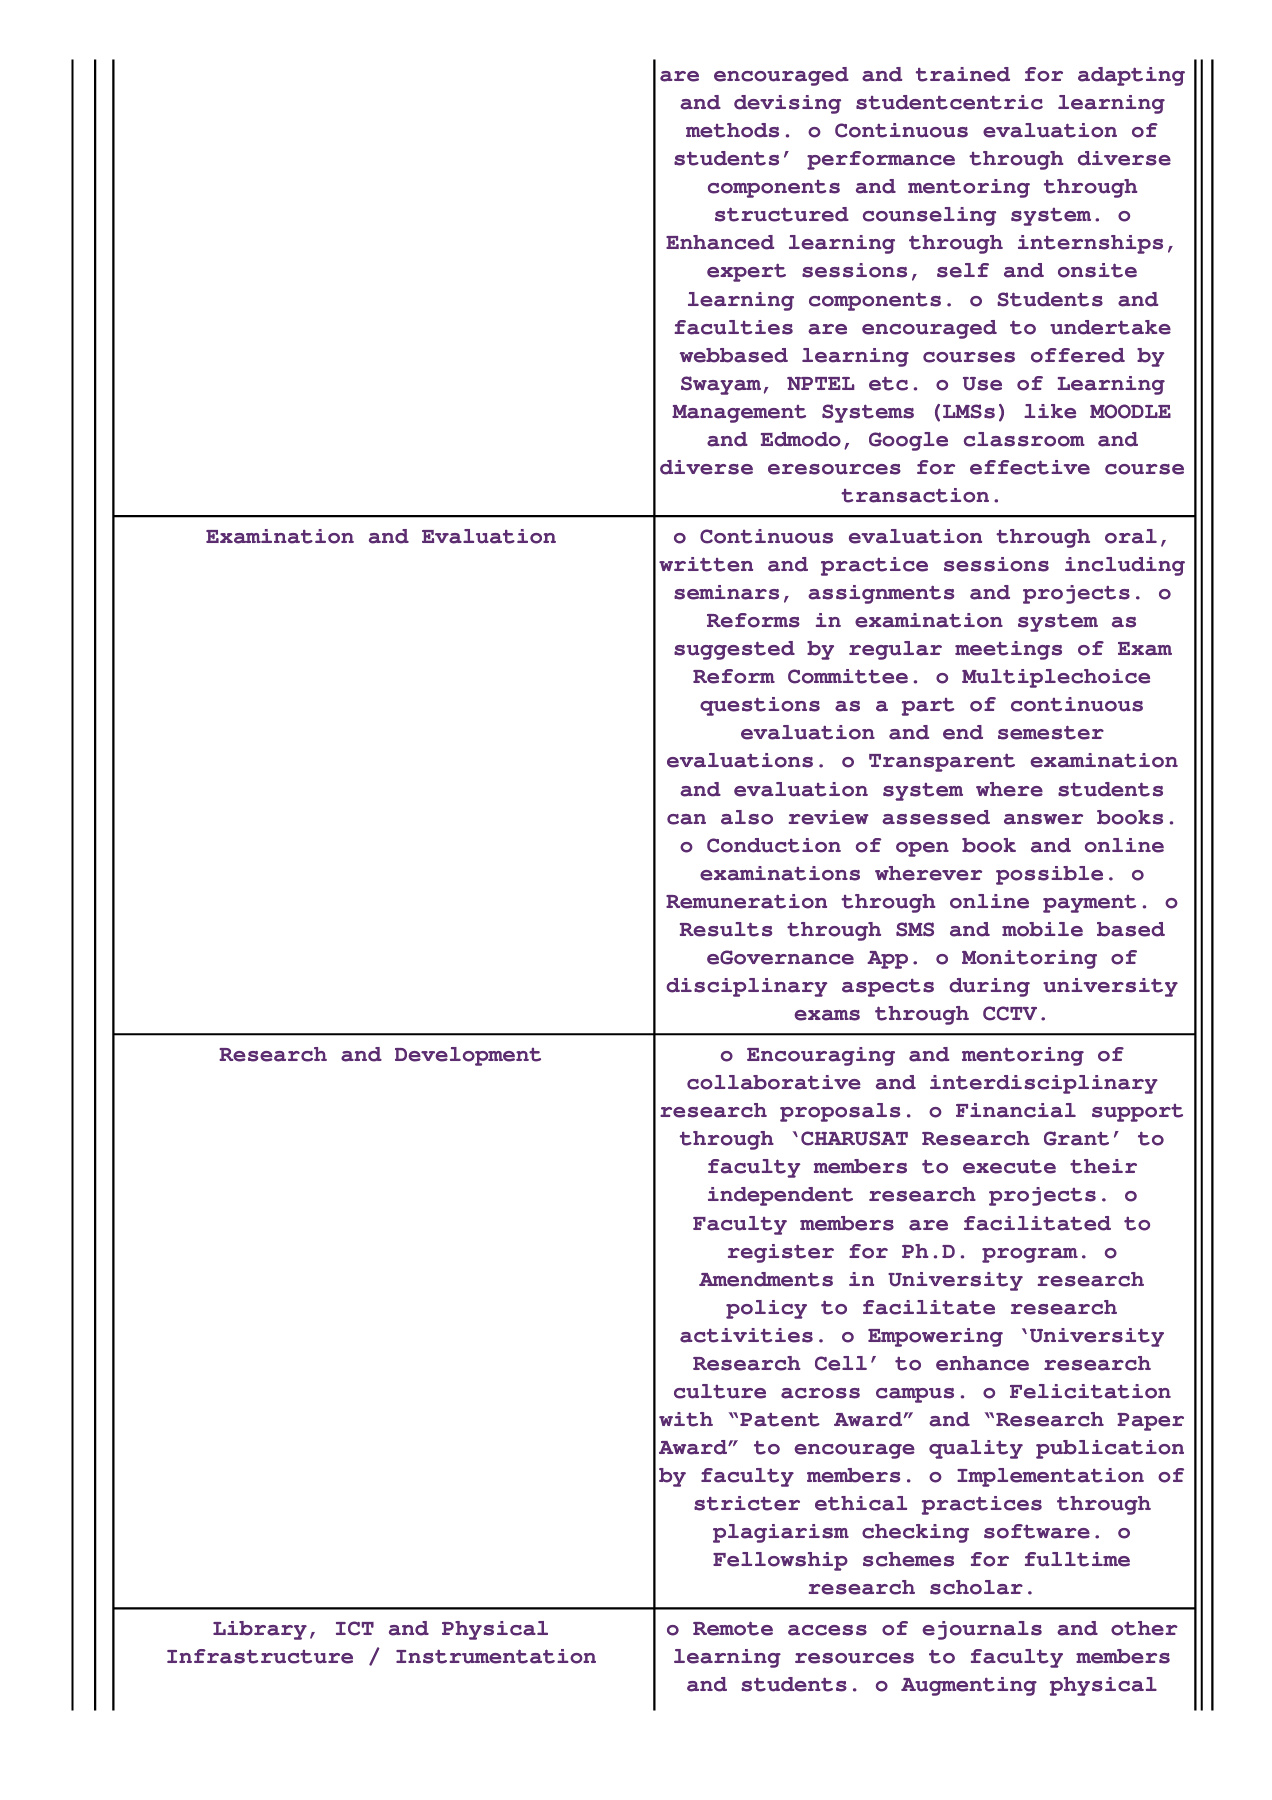 are encouraged and trained for adapting
and devising studentcentric learning
methods. o Continuous evaluation of
students’ performance through diverse
components and mentoring through
structured counseling system. o
Enhanced learning through internships,
expert sessions, self and onsite
learning components. o Students and
faculties are encouraged to undertake
webbased learning courses offered by
Swayam, NPTEL etc. o Use of Learning
Management Systems (LMSs) like MOODLE
and Edmodo, Google classroom and
diverse eresources for effective course
transaction.
Examination and Evaluation
o Continuous evaluation through oral,
written and practice sessions including
seminars, assignments and projects. o
Reforms in examination system as
suggested by regular meetings of Exam
Reform Committee. o Multiplechoice
questions as a part of continuous
evaluation and end semester
evaluations. o Transparent examination
and evaluation system where students
can also review assessed answer books.
o Conduction of open book and online
examinations wherever possible. o
Remuneration through online payment. o
Results through SMS and mobile based
eGovernance App. o Monitoring of
disciplinary aspects during university
exams through CCTV.
Research and Development
o Encouraging and mentoring of
collaborative and interdisciplinary
research proposals. o Financial support
through ‘CHARUSAT Research Grant’ to
faculty members to execute their
independent research projects. o
Faculty members are facilitated to
register for Ph.D. program. o
Amendments in University research
policy to facilitate research
activities. o Empowering ‘University
Research Cell’ to enhance research
culture across campus. o Felicitation
with “Patent Award” and “Research Paper
Award” to encourage quality publication
by faculty members. o Implementation of
stricter ethical practices through
plagiarism checking software. o
Fellowship schemes for fulltime
research scholar.
Library, ICT and Physical
Infrastructure / Instrumentation
o Remote access of ejournals and other
learning resources to faculty members
and students. o Augmenting physical